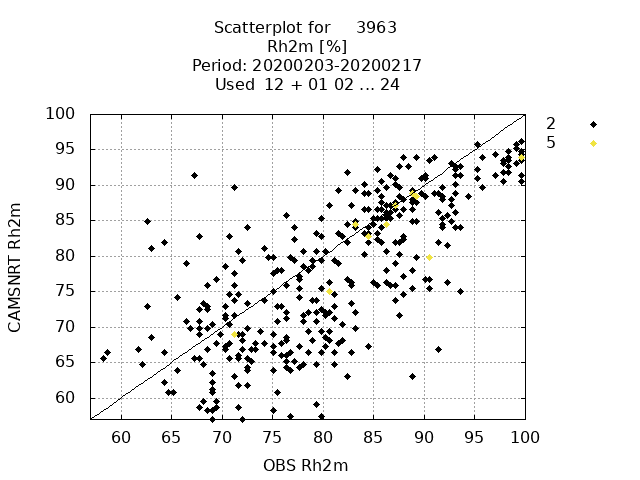 Scatterplot for 3963
Rh2m [%]
Period: 20200203-20200217
Used 12 + 01 02 ... 24
2
5
CAMSNRT Rh2m
100
95
90
85
80
75
70
65
60
60 65 70 75 80 85 90 95 100
OBS Rh2m